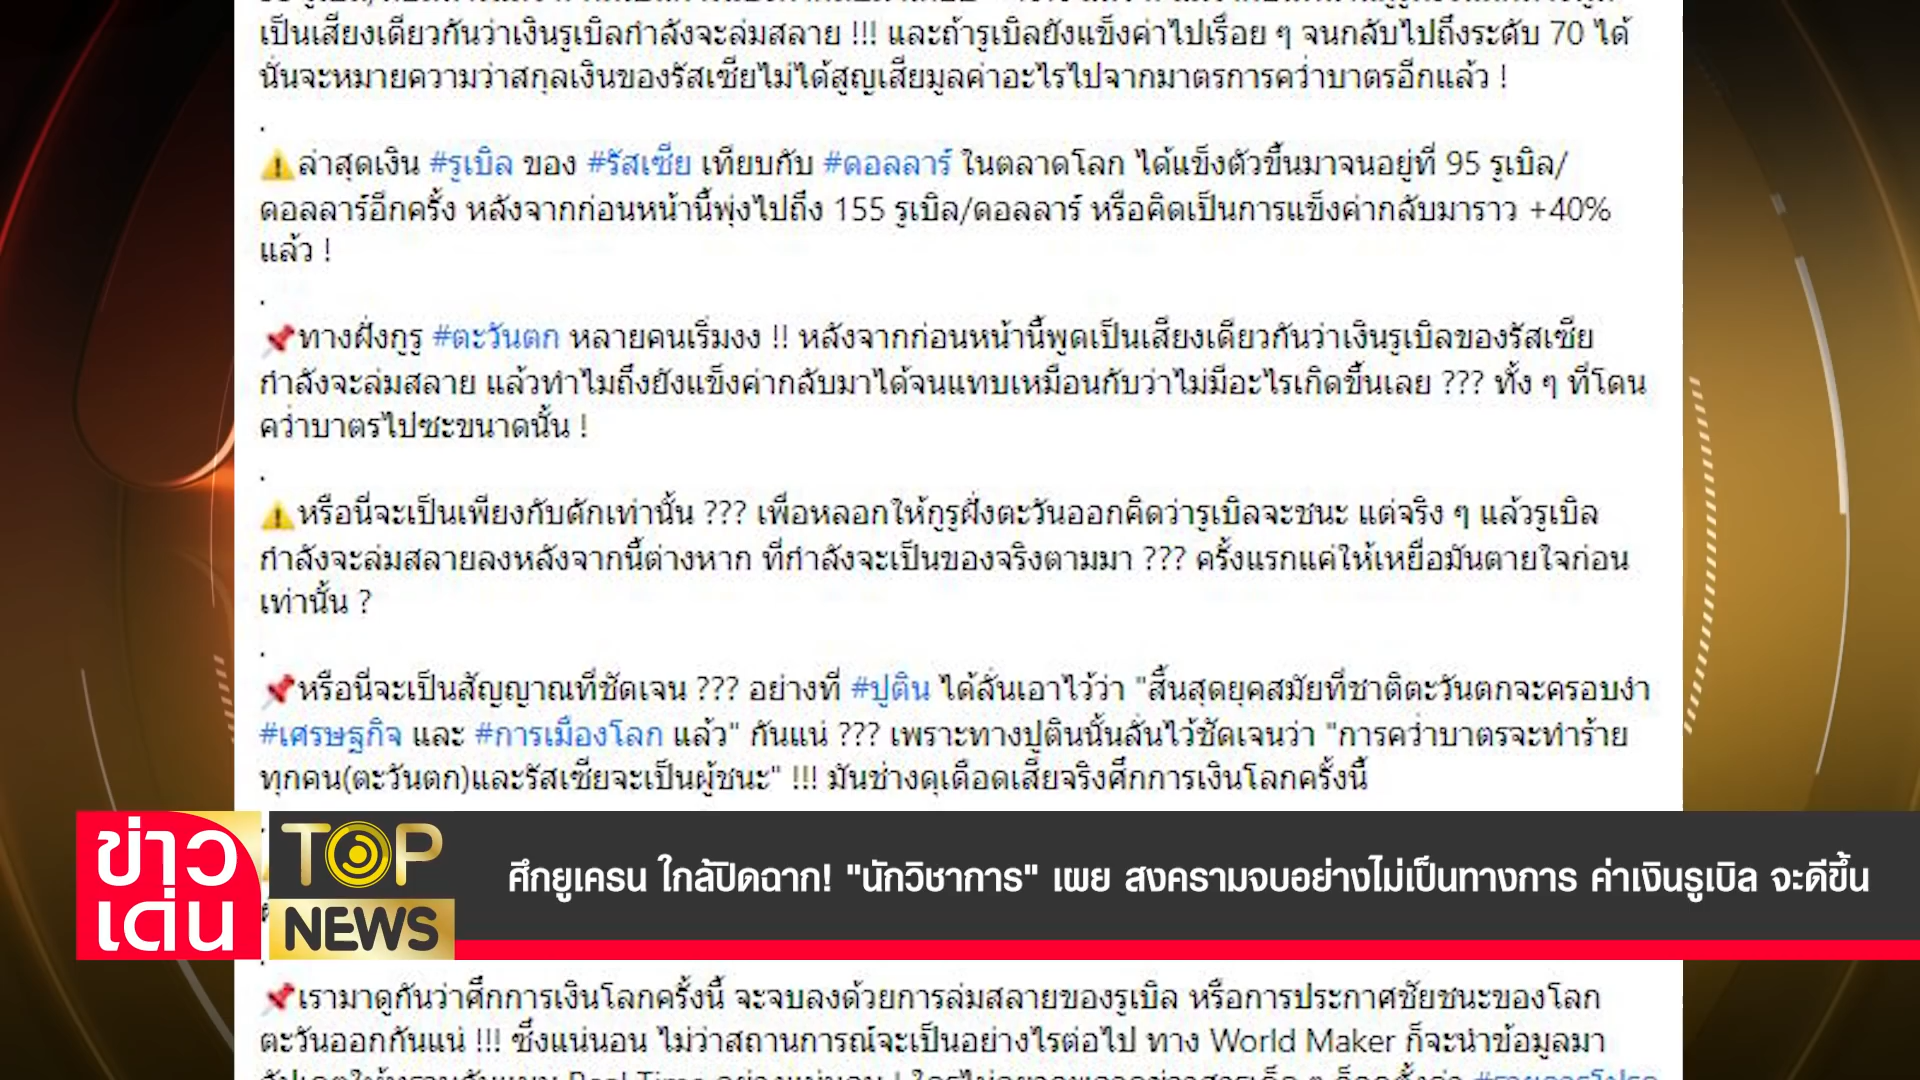 เป็นเสียงเดียวกันว่าเงินรูเบิลกำลังจะล่มสลาย !!! และถ้ารูเบิลยังแข็งค่าไปเรื่อย ๆ จนกลับไปถึงระดับ 70 ได้
นั่นจะหมายความว่าสกุลเงินของรัสเซียไม่ได้สูญเสียมูลค่าอะไรไปจากมาตรการคว่ำบาตรอีกแล้ว !
.
⚠️ล่าสุดเงิน #รูเบิล ของ #รัสเซีย เทียบกับ #ดอลลาร์ ในตลาดโลก ได้แข็งตัวขึ้นมาจนอยู่ที่ 95 รูเบิล/
ดอลลาร์อีกครั้ง หลังจากก่อนหน้านี้พุ่งไปถึง 155 รูเบิล/ดอลลาร์ หรือคิดเป็นการแข็งค่ากลับมาราว +40%
แล้ว !
.
📌ทางฝั่งกูรู #ตะวันตก หลายคนเริ่มงง !! หลังจากก่อนหน้านี้พูดเป็นเสียงเดียวกันว่าเงินรูเบิลของรัสเซีย
กำลังจะล่มสลาย แล้วทำไมถึงยังแข็งค่ากลับมาได้จนแทบเหมือนกับว่าไม่มีอะไรเกิดขึ้นเลย ??? ทั้ง ๆ ที่โดน
คว่ำบาตรไปซะขนาดนั้น !
.
⚠️หรือนี่จะเป็นเพียงกับดักเท่านั้น ??? เพื่อหลอกให้กูรูฝั่งตะวันออกคิดว่ารูเบิลจะชนะ แต่จริง ๆ แล้วรูเบิล
กำลังจะล่มสลายลงหลังจากนี้ต่างหาก ที่กำลังจะเป็นของจริงตามมา ??? ครั้งแรกแค่ให้เหยื่อมันตายใจก่อน
เท่านั้น ?
.
📌หรือนี่จะเป็นสัญญาณที่ชัดเจน ??? อย่างที่ #ปูติน ได้ลั่นเอาไว้ว่า "สิ้นสุดยุคสมัยที่ชาติตะวันตกจะครอบงำ
#เศรษฐกิจ และ #การเมืองโลก แล้ว" กันแน่ ??? เพราะทางปูตินนั้นลั่นไว้ชัดเจนว่า "การคว่ำบาตรจะทำร้าย
ทุกคน(ตะวันตก)และรัสเซียจะเป็นผู้ชนะ" !!! มันช่างดุเดือดเสียจริงศึกการเงินโลกครั้งนี้
ข่าว
เด่น
TOP
NEWS
ศึกยูเครน ใกล้ปิดฉาก! "นักวิชาการ" เผย สงครามจบอย่างไม่เป็นทางการ ค่าเงินรูเบิล จะดีขึ้น
📌เรามาดูกันว่าศึกการเงินโลกครั้งนี้ จะจบลงด้วยการล่มสลายของรูเบิล หรือการประกาศชัยชนะของโลก
ตะวันออกกันแน่ !!! ซึ่งแน่นอน ไม่ว่าสถานการณ์จะเป็นอย่างไรต่อไป ทาง World Maker ก็จะนำข้อมูลมา